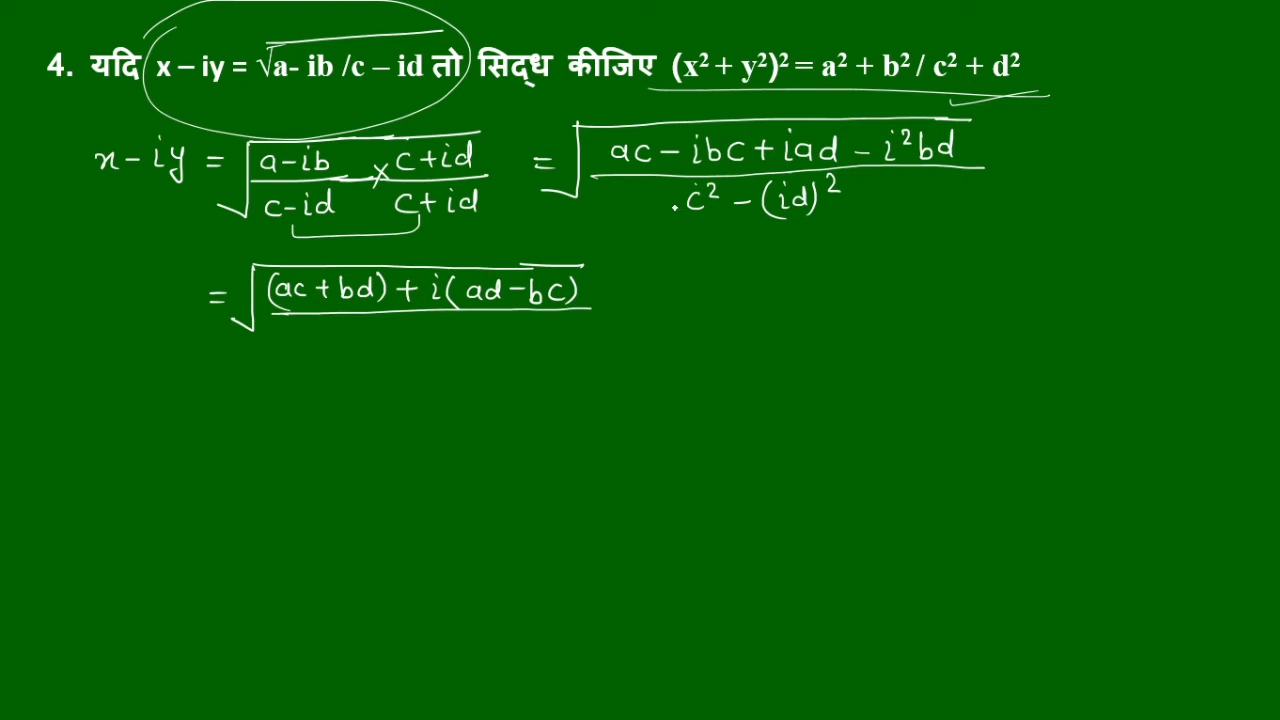 4. यदि x – iy = √a- ib /c – id तो सिद्ध कीजिए (x² + y²)² = a² + b² / c² + d²
x - iy = √((a-ib)/(c-id) × (c+id)/(c+id)) = √((ac - ibc + iad - i²bd)/(c² - (id)²))
= √((ac + bd) + i(ad - bc))